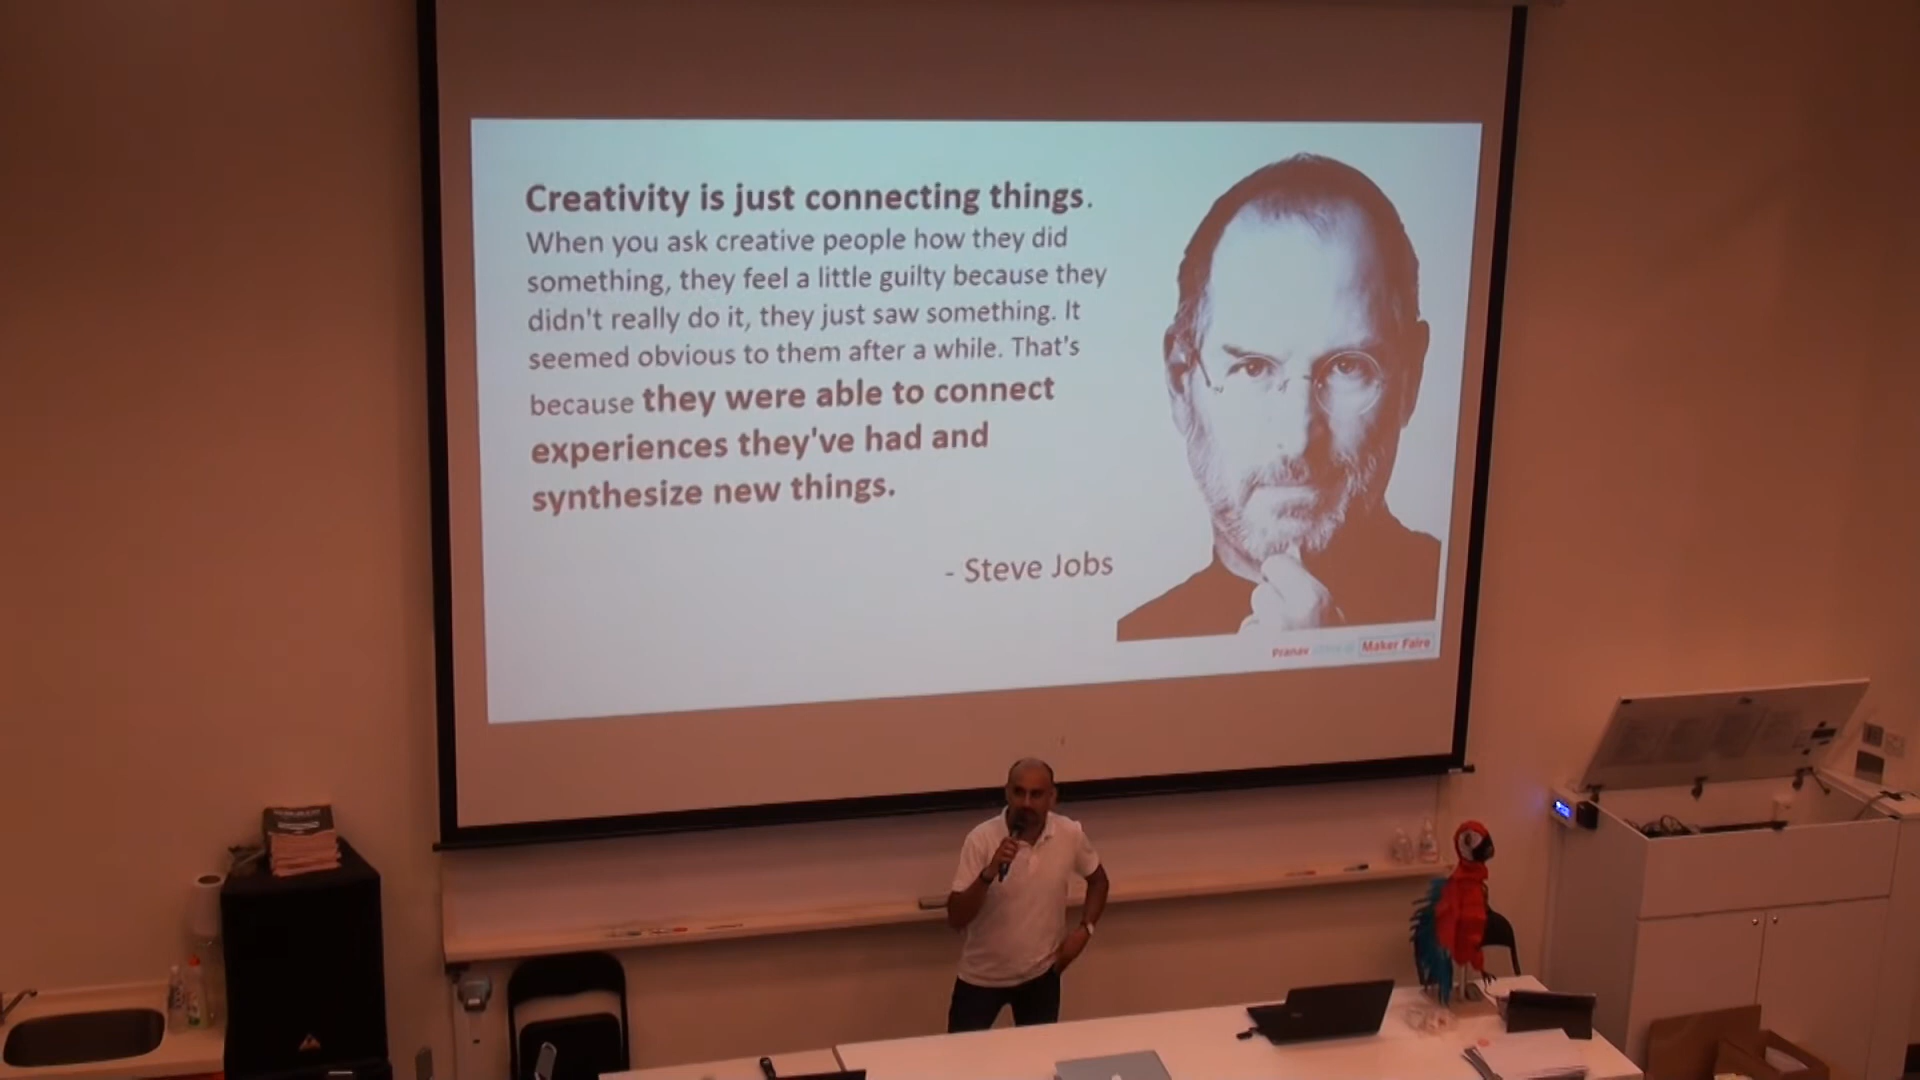 Creativity is just connecting things.
When you ask creative people how they did
something, they feel a little guilty because they
didn't really do it, they just saw something. It
seemed obvious to them after a while. That's
because they were able to connect
experiences they've had and
synthesize new things.
- Steve Jobs
Pranav
Maker Faire